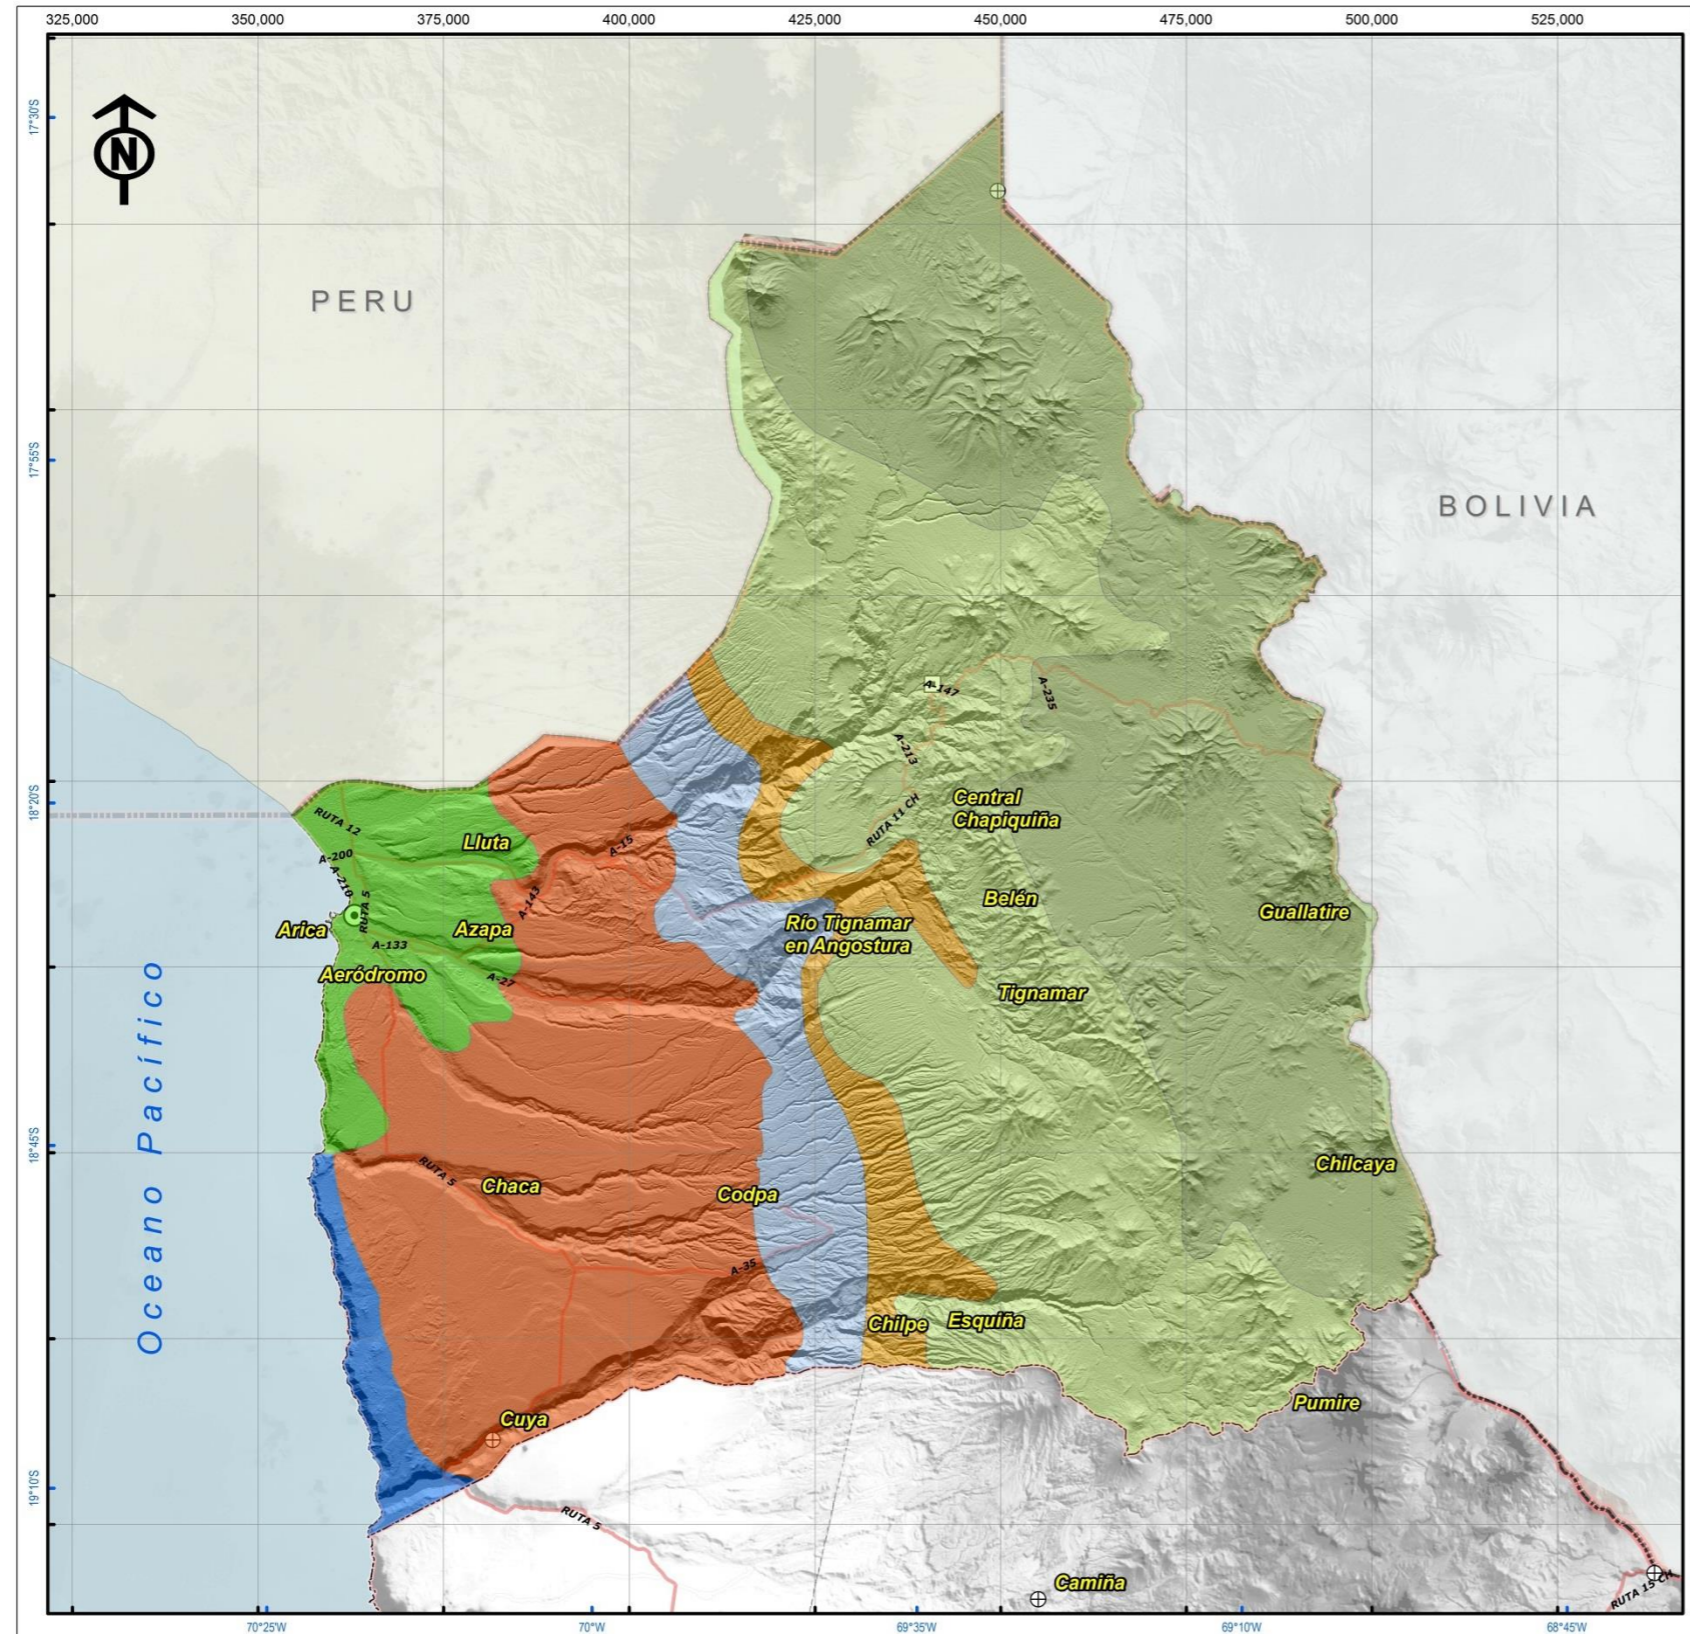 325,000 350,000 375,000 400,000 425,000 450,000 475,000 500,000 525,000
17°30'S
N
PERU
17°55'S
BOLIVIA
A-147
A-235
A-213
18°20'S
Central
Chapiquiña
RUTA 12
RUTA 11 CH
Lluta
A-15
A-200
A-210
A-143
RUTA 5
Belén
Guallatire
Arica
Azapa
Río Tignamar
en Angostura
A-133
Aeródromo
A-27
Tignamar
Oceano Pacífico
18°45'S
Chilcaya
RUTA 5
Chaca
Codpa
A-35
Chilpe
Esquiña
Pumire
Cuya
19°10'S
RUTA 5
Camiña
RUTA 15 CH
70°25'W 70°W 69°35'W 69°10'W 68°45'W